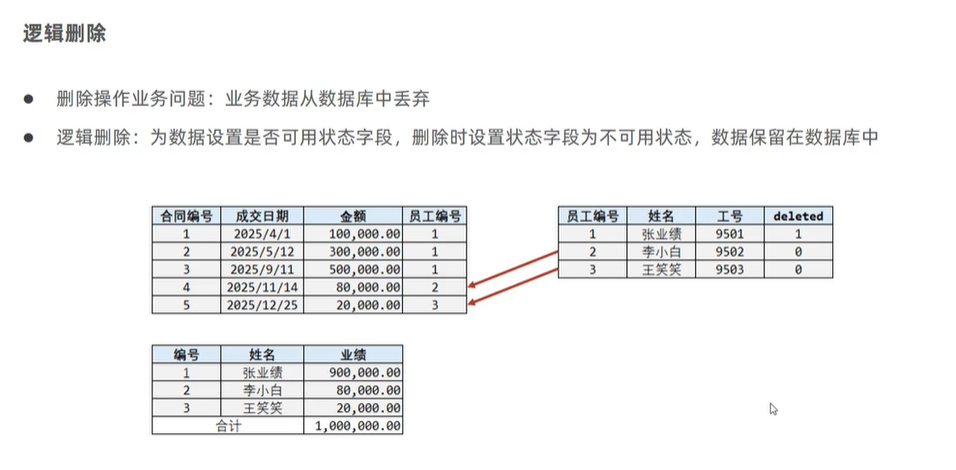 逻辑删除
● 删除操作业务问题：业务数据从数据库中丢弃
● 逻辑删除：为数据设置是否可用状态字段，删除时设置状态字段为不可用状态，数据保留在数据库中
合同编号 成交日期 金额 员工编号
1 2025/4/1 100,000.00 1
2 2025/5/12 300,000.00 1
3 2025/9/11 500,000.00 1
4 2025/11/14 80,000.00 2
5 2025/12/25 20,000.00 3
员工编号 姓名 工号 deleted
1 张业绩 9501 1
2 李小白 9502 0
3 王笑笑 9503 0
编号 姓名 业绩
1 张业绩 900,000.00
2 李小白 80,000.00
3 王笑笑 20,000.00
合计 1,000,000.00